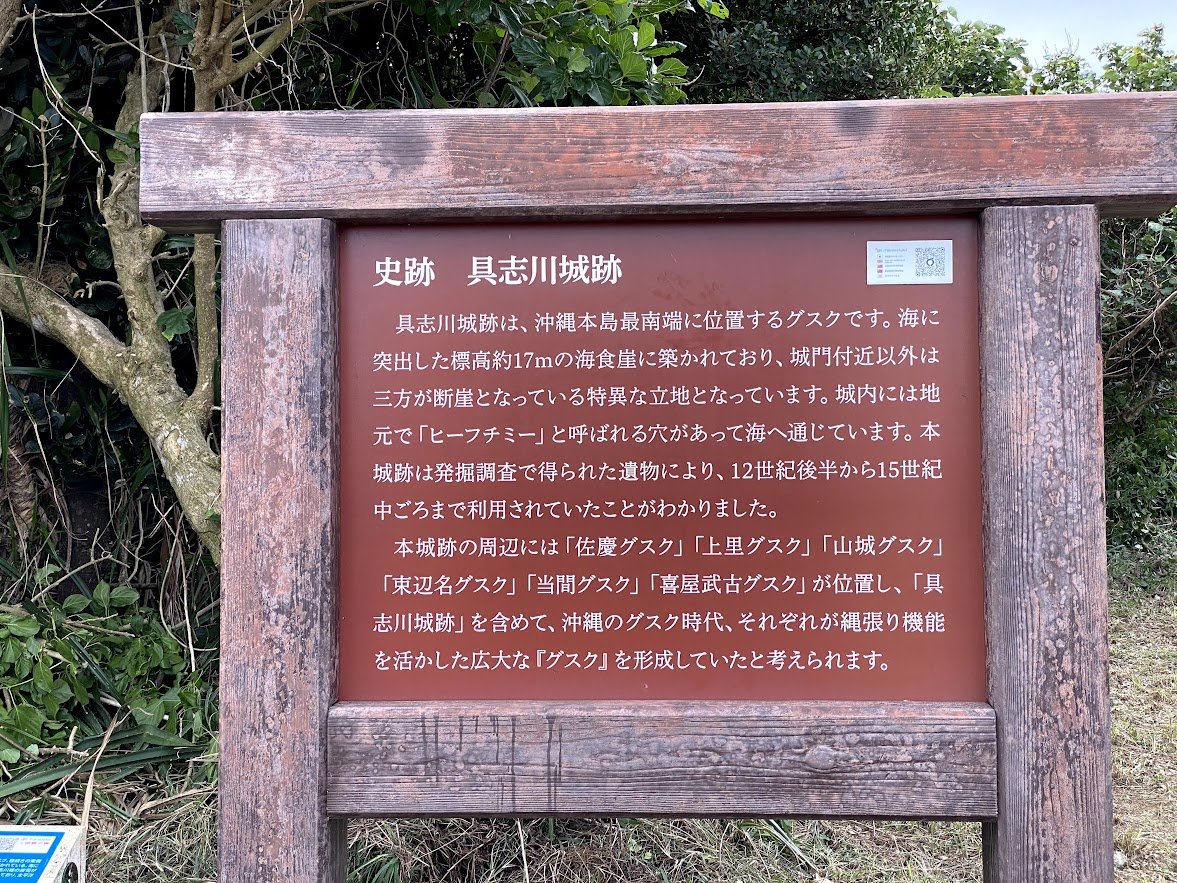 史跡　具志川城跡
具志川城跡は、沖縄本島最南端に位置するグスクです。海に
突出した標高約17mの海食崖に築かれており、城門付近以外は
三方が断崖となっている特異な立地となっています。城内には地
元で「ヒーフチミー」と呼ばれる穴があって海へ通じています。本
城跡は発掘調査で得られた遺物により、12世紀後半から15世紀
中ごろまで利用されていたことがわかりました。
本城跡の周辺には「佐慶グスク」「上里グスク」「山城グスク」
「束辺名グスク」「当間グスク」「喜屋武古グスク」が位置し、「具
志川城跡」を含めて、沖縄のグスク時代、それぞれが縄張り機能
を活かした広大な『グスク』を形成していたと考えられます。